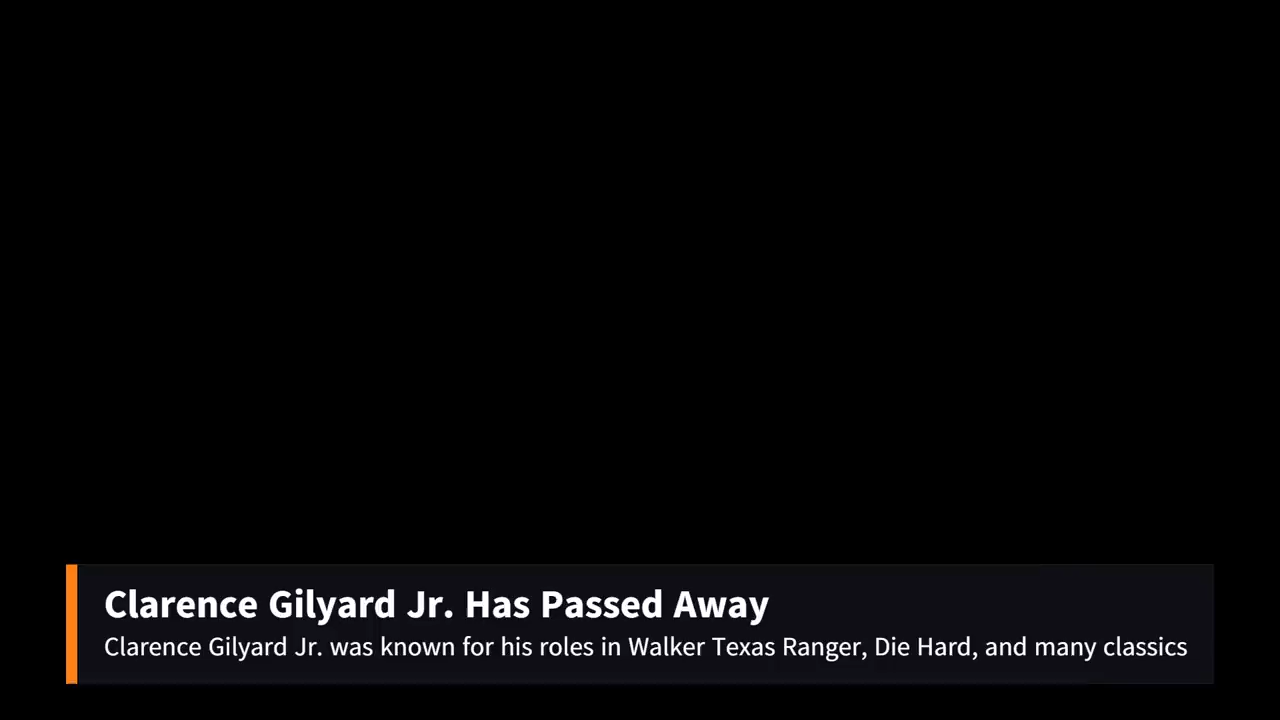 Clarence Gilyard Jr. Has Passed Away
Clarence Gilyard Jr. was known for his roles in Walker Texas Ranger, Die Hard, and many classics